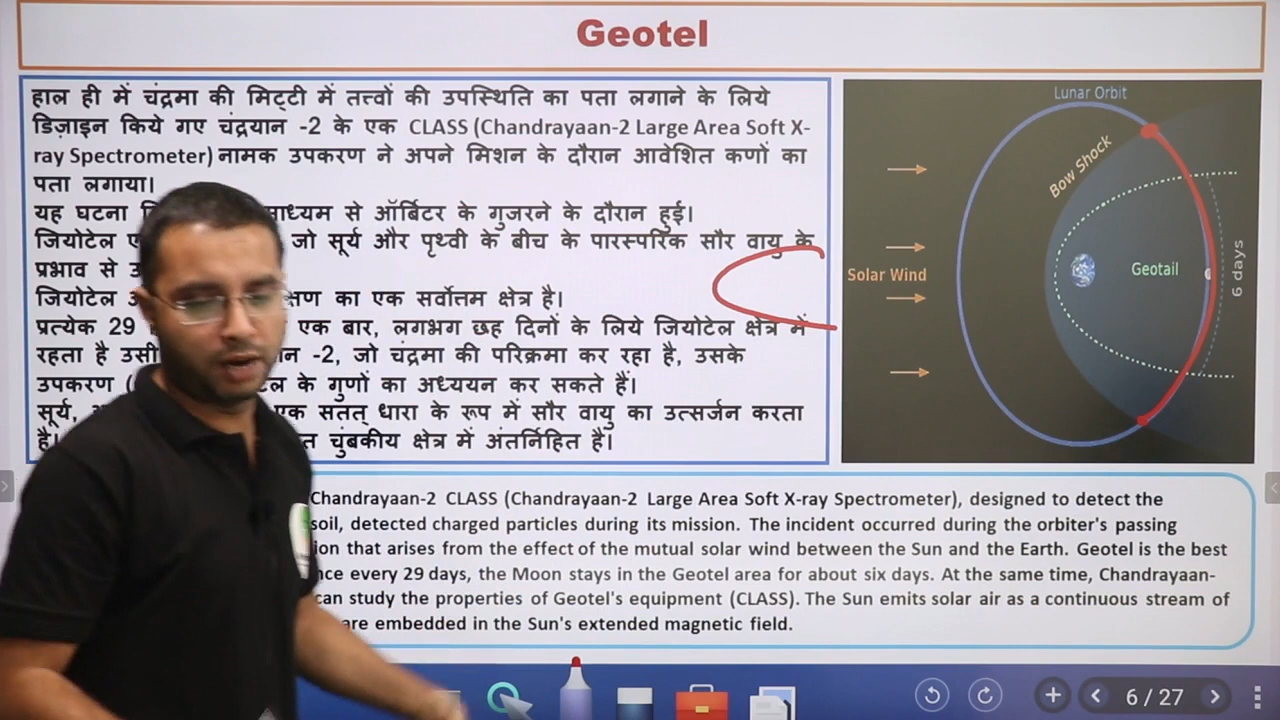 Geotel
हाल ही में चंद्रमा की मिट्टी में तत्त्वों की उपस्थिति का पता लगाने के लिये
डिज़ाइन किये गए चंद्रयान -2 के एक CLASS (Chandrayaan-2 Large Area Soft X-
ray Spectrometer) नामक उपकरण ने अपने मिशन के दौरान आवेशित कणों का
पता लगाया।
यह घटना से ऑर्बिटर के गुजरने के दौरान हुई।
जियोटेल जो सूर्य और पृथ्वी के बीच के पारस्परिक सौर वायु के
प्रभाव से
जियोटेल का एक सर्वोत्तम क्षेत्र है।
प्रत्येक 29 एक बार, लगभग छह दिनों के लिये जियोटेल क्षेत्र में
रहता है उसी -2, जो चंद्रमा की परिक्रमा कर रहा है, उसके
उपकरण ( के गुणों का अध्ययन कर सकते हैं।
सूर्य, एक सतत् धारा के रूप में सौर वायु का उत्सर्जन करता
है। चुंबकीय क्षेत्र में अंतर्निहित है।
Lunar Orbit
Bow Shock
Solar Wind
Geotail
6 days
Chandrayaan-2 CLASS (Chandrayaan-2 Large Area Soft X-ray Spectrometer), designed to detect the
soil, detected charged particles during its mission. The incident occurred during the orbiter's passing
that arises from the effect of the mutual solar wind between the Sun and the Earth. Geotel is the best
every 29 days, the Moon stays in the Geotel area for about six days. At the same time, Chandrayaan-
can study the properties of Geotel's equipment (CLASS). The Sun emits solar air as a continuous stream of
are embedded in the Sun's extended magnetic field.
6 / 27